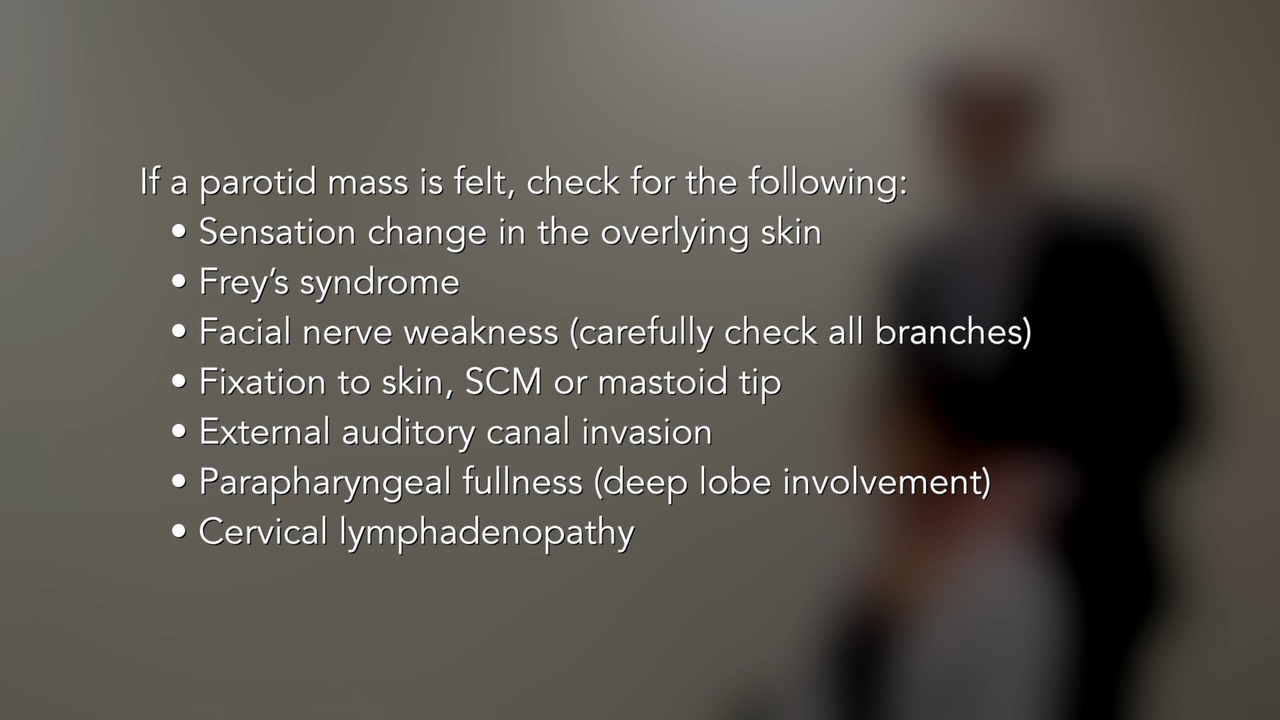 If a parotid mass is felt, check for the following:
• Sensation change in the overlying skin
• Frey’s syndrome
• Facial nerve weakness (carefully check all branches)
• Fixation to skin, SCM or mastoid tip
• External auditory canal invasion
• Parapharyngeal fullness (deep lobe involvement)
• Cervical lymphadenopathy